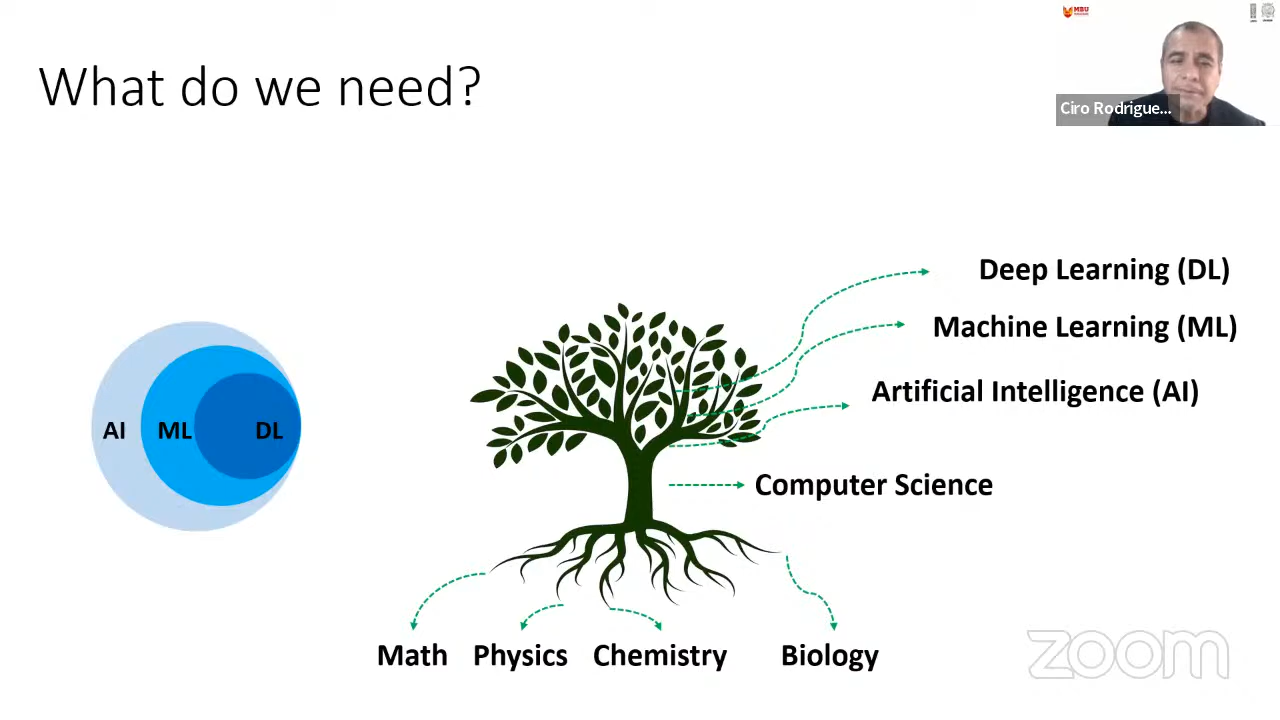 What do we need?
MBU
Ciro Rodrigue...
Deep Learning (DL)
Machine Learning (ML)
Artificial Intelligence (AI)
AI
ML
DL
Computer Science
Math
Physics
Chemistry
Biology
zoom